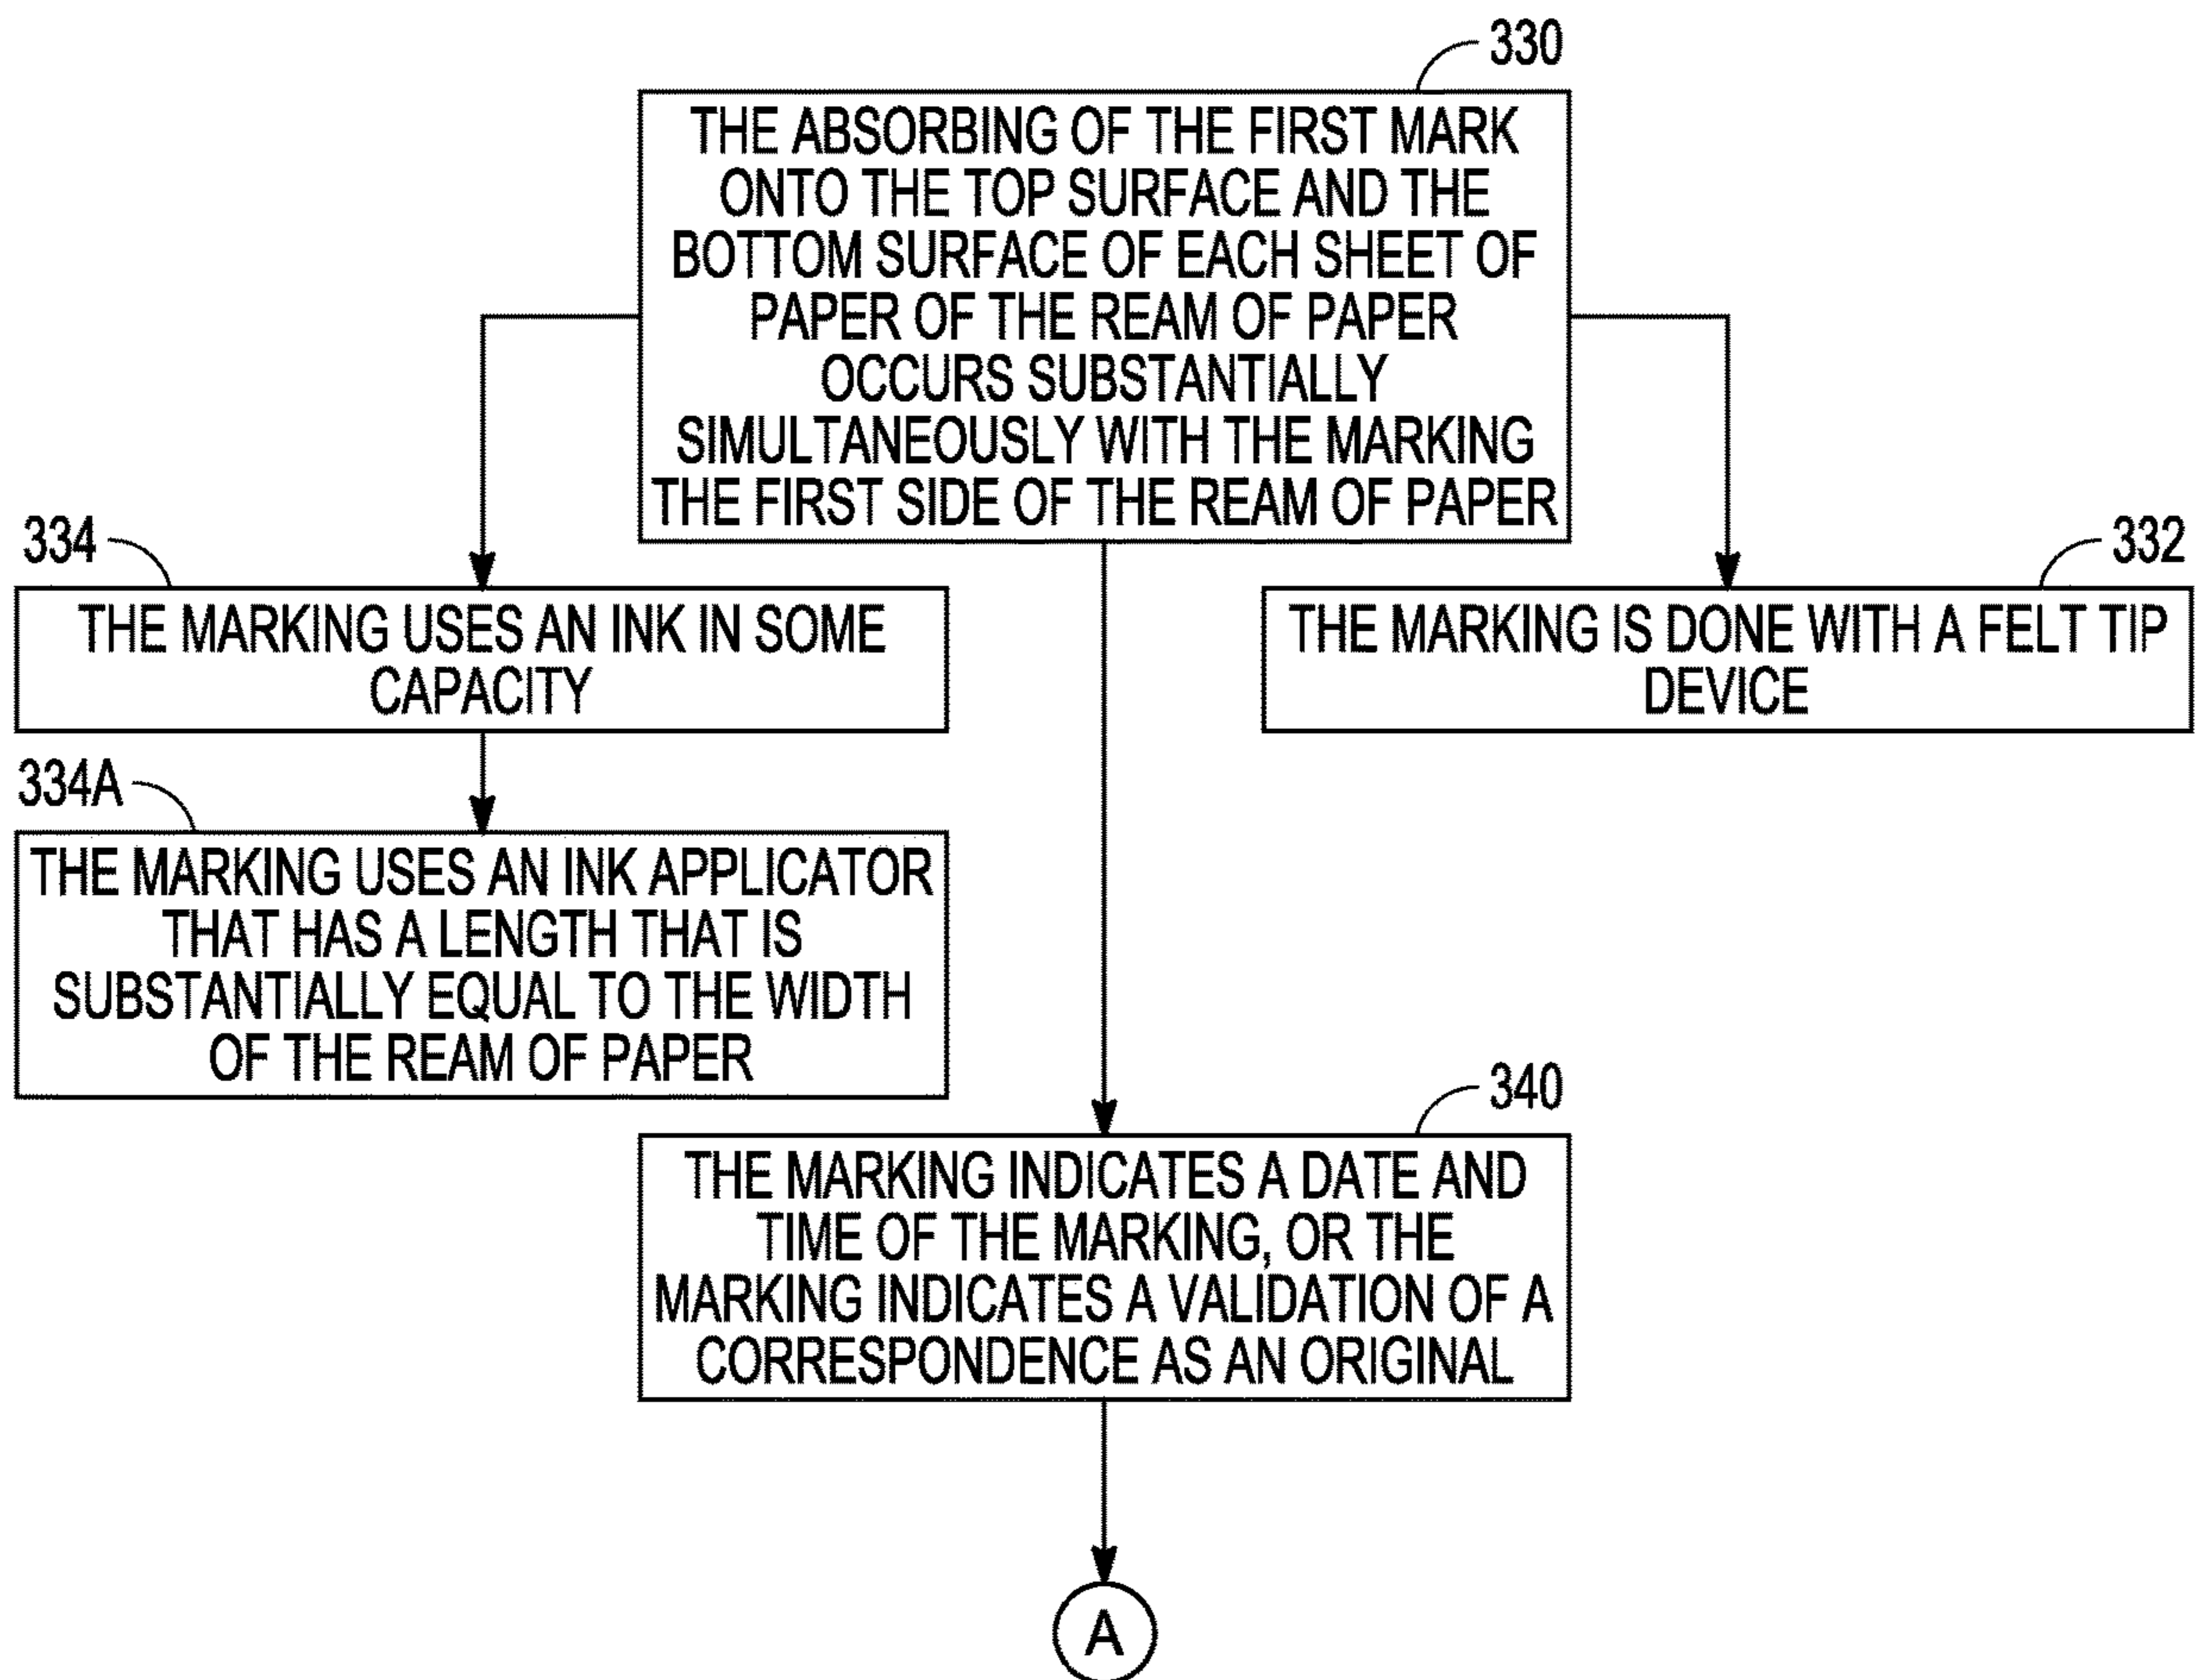 330
THE ABSORBING OF THE FIRST MARK
ONTO THE TOP SURFACE AND THE
BOTTOM SURFACE OF EACH SHEET OF
PAPER OF THE REAM OF PAPER
OCCURS SUBSTANTIALLY
SIMULTANEOUSLY WITH THE MARKING
THE FIRST SIDE OF THE REAM OF PAPER
334
THE MARKING USES AN INK IN SOME
CAPACITY
332
THE MARKING IS DONE WITH A FELT TIP
DEVICE
334A
THE MARKING USES AN INK APPLICATOR
THAT HAS A LENGTH THAT IS
SUBSTANTIALLY EQUAL TO THE WIDTH
OF THE REAM OF PAPER
340
THE MARKING INDICATES A DATE AND
TIME OF THE MARKING, OR THE
MARKING INDICATES A VALIDATION OF A
CORRESPONDENCE AS AN ORIGINAL
A